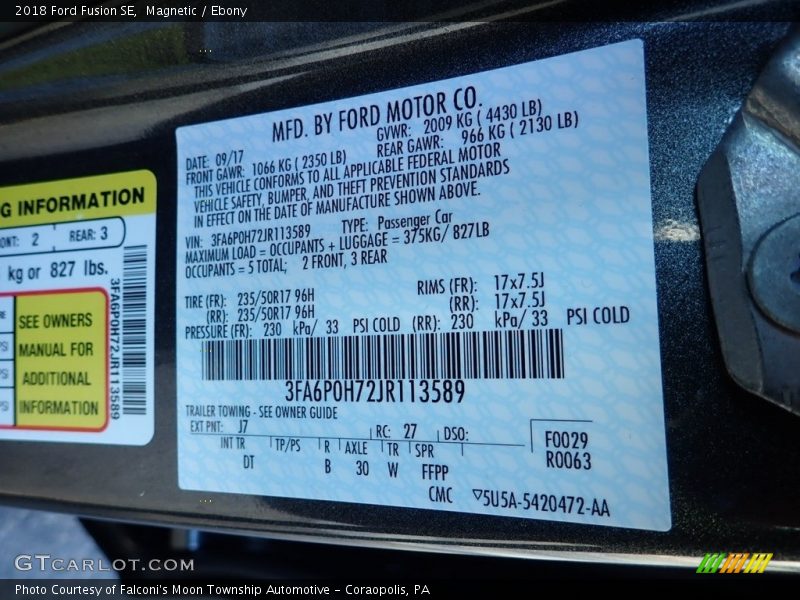 2018 Ford Fusion SE, Magnetic / Ebony
MFD. BY FORD MOTOR CO.
DATE: 09/17 GVWR: 2009 KG ( 4430 LB)
FRONT GAWR: 1066 KG ( 2350 LB) REAR GAWR: 966 KG ( 2130 LB)
THIS VEHICLE CONFORMS TO ALL APPLICABLE FEDERAL MOTOR
VEHICLE SAFETY, BUMPER, AND THEFT PREVENTION STANDARDS
IN EFFECT ON THE DATE OF MANUFACTURE SHOWN ABOVE.
VIN: 3FA6P0H72JR113589 TYPE: Passenger Car
MAXIMUM LOAD = OCCUPANTS + LUGGAGE = 375KG/ 827LB
OCCUPANTS = 5 TOTAL; 2 FRONT, 3 REAR
TIRE (FR): 235/50R17 96H RIMS (FR): 17x7.5J
(RR): 235/50R17 96H (RR): 17x7.5J
PRESSURE (FR): 230 kPa/ 33 PSI COLD (RR): 230 kPa/ 33 PSI COLD
3FA6P0H72JR113589
TRAILER TOWING - SEE OWNER GUIDE
EXT PNT: J7 RC: 27 DSO:
INT TR TP/PS R AXLE TR SPR
DT B 30 W FFPP
F0029
R0063
CMC ▽5U5A-5420472-AA
G INFORMATION
ONT: 2 REAR: 3
kg or 827 lbs.
SEE OWNERS
MANUAL FOR
ADDITIONAL
INFORMATION
3FA6P0H72JR113589
GTCARLOT.COM
Photo Courtesy of Falconi's Moon Township Automotive – Coraopolis, PA